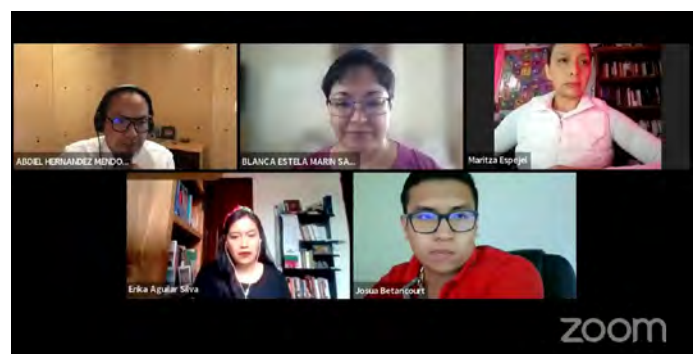 ABDIEL HERNANDEZ MENDO...
BLANCA ESTELA MARIN SA...
Maritza Espejel
Erika Aguilar Silva
Josua Betancourt
zoom